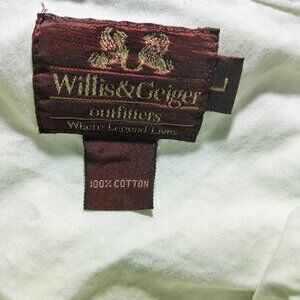 Willis&Geiger
outfitters
Where Legend Lives
L
100% COTTON